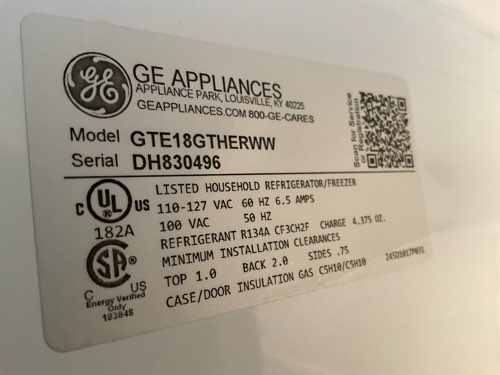 GE
GE APPLIANCES
APPLIANCE PARK, LOUISVILLE, KY 40225
GEAPPLIANCES.COM 800-GE-CARES
Scan for Service
or Registration
Model GTE18GTHERWW
Serial DH830496
C UL US
182A
LISTED HOUSEHOLD REFRIGERATOR/FREEZER
110-127 VAC 60 HZ 6.5 AMPS
100 VAC 50 HZ
REFRIGERANT R134A CF3CH2F CHARGE 4.375 OZ.
MINIMUM INSTALLATION CLEARANCES
TOP 1.0 BACK 2.0 SIDES .75
CASE/DOOR INSULATION GAS C5H10/C5H10
245D1017P031
SA
C US
Energy Verified
Only
183848